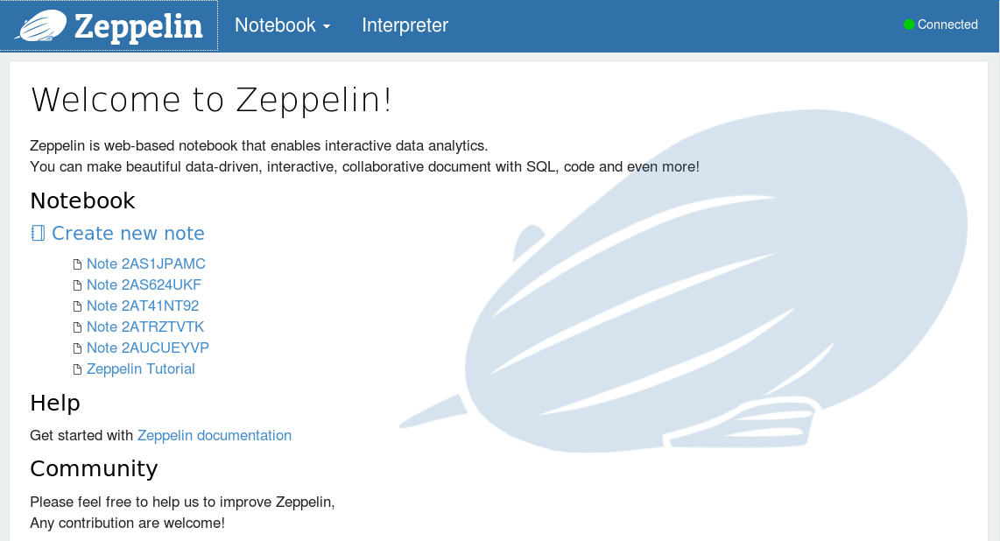 Zeppelin Notebook Interpreter Connected
Welcome to Zeppelin!
Zeppelin is web-based notebook that enables interactive data analytics.
You can make beautiful data-driven, interactive, collaborative document with SQL, code and even more!
Notebook
Create new note
Note 2AS1JPAMC
Note 2AS624UKF
Note 2AT41NT92
Note 2ATRZTVTK
Note 2AUCUEYVP
Zeppelin Tutorial
Help
Get started with Zeppelin documentation
Community
Please feel free to help us to improve Zeppelin,
Any contribution are welcome!